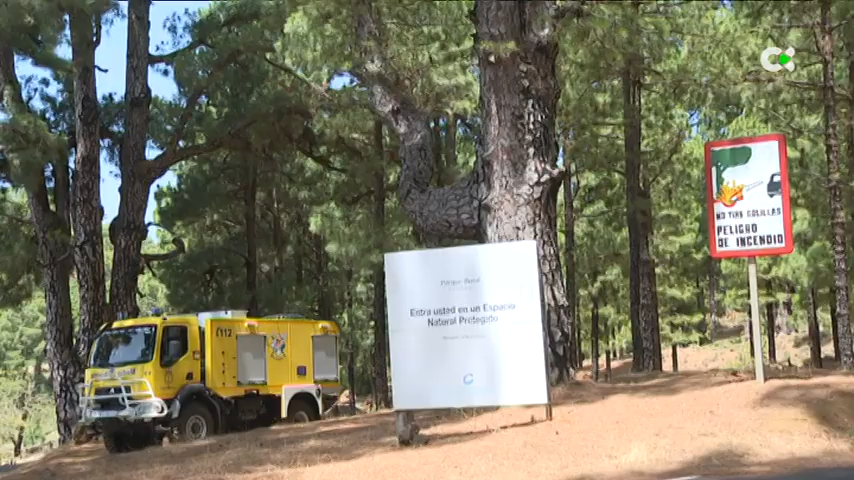 112
Parque Rural
Entra usted en un Espacio
Natural Protegido
NO TIRE COLILLAS
PELIGRO
DE INCENDIO